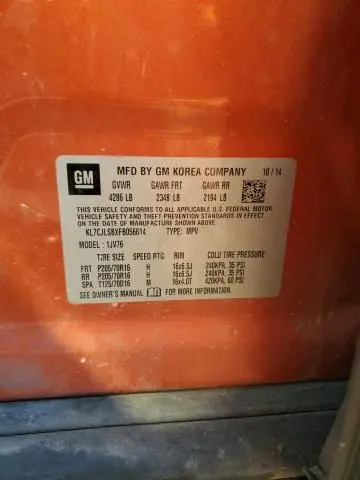 GM
MFD BY GM KOREA COMPANY 10/14
GVWR GAWR FRT GAWR RR
4286 LB 2348 LB 2194 LB
THIS VEHICLE CONFORMS TO ALL APPLICABLE U.S. FEDERAL MOTOR
VEHICLE SAFETY AND THEFT PREVENTION STANDARDS IN EFFECT
ON THE DATE OF MANUFACTURE SHOWN ABOVE.
KL7CJLSBXFB056614 TYPE: MPV
MODEL: 1JV76
TIRE SIZE SPEED RTG RIM COLD TIRE PRESSURE
FRT P205/70R16 H 16x6.5J 240KPA, 35 PSI
RR P205/70R16 H 16x6.5J 240KPA, 35 PSI
SPA T125/70D16 M 16x4.0T 420KPA, 60 PSI
SEE OWNER'S MANUAL FOR MORE INFORMATION